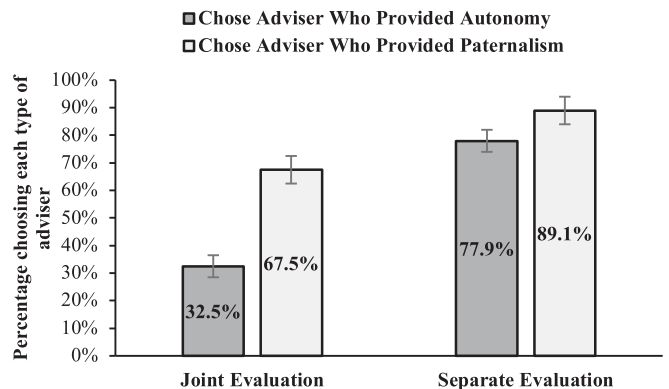 Chose Adviser Who Provided Autonomy
Chose Adviser Who Provided Paternalism
Percentage choosing each type of
adviser
100%
90%
80%
70%
60%
50%
40%
30%
20%
10%
0%
32.5%
67.5%
77.9%
89.1%
Joint Evaluation
Separate Evaluation